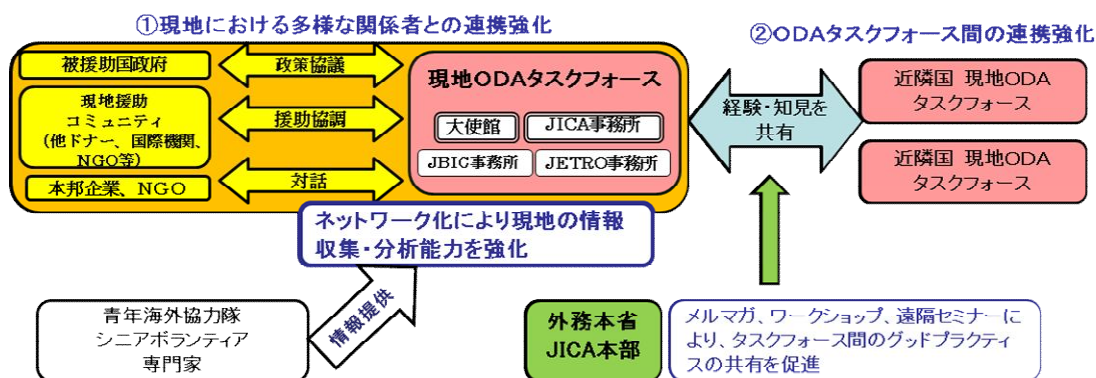 ①現地における多様な関係者との連携強化
②ODAタスクフォース間の連携強化
被援助国政府
政策協議
現地援助
コミュニティ
(他ドナー、国際機関、
NGO等)
援助協調
本邦企業、NGO
対話
現地ODAタスクフォース
大使館
JICA事務所
JBIC事務所
JETRO事務所
経験・知見を
共有
近隣国 現地ODA
タスクフォース
近隣国 現地ODA
タスクフォース
ネットワーク化により現地の情報
収集・分析能力を強化
青年海外協力隊
シニアボランティア
専門家
情報提供
外務本省
JICA本部
メルマガ、ワークショップ、遠隔セミナーに
より、タスクフォース間のグッドプラクティ
スの共有を促進